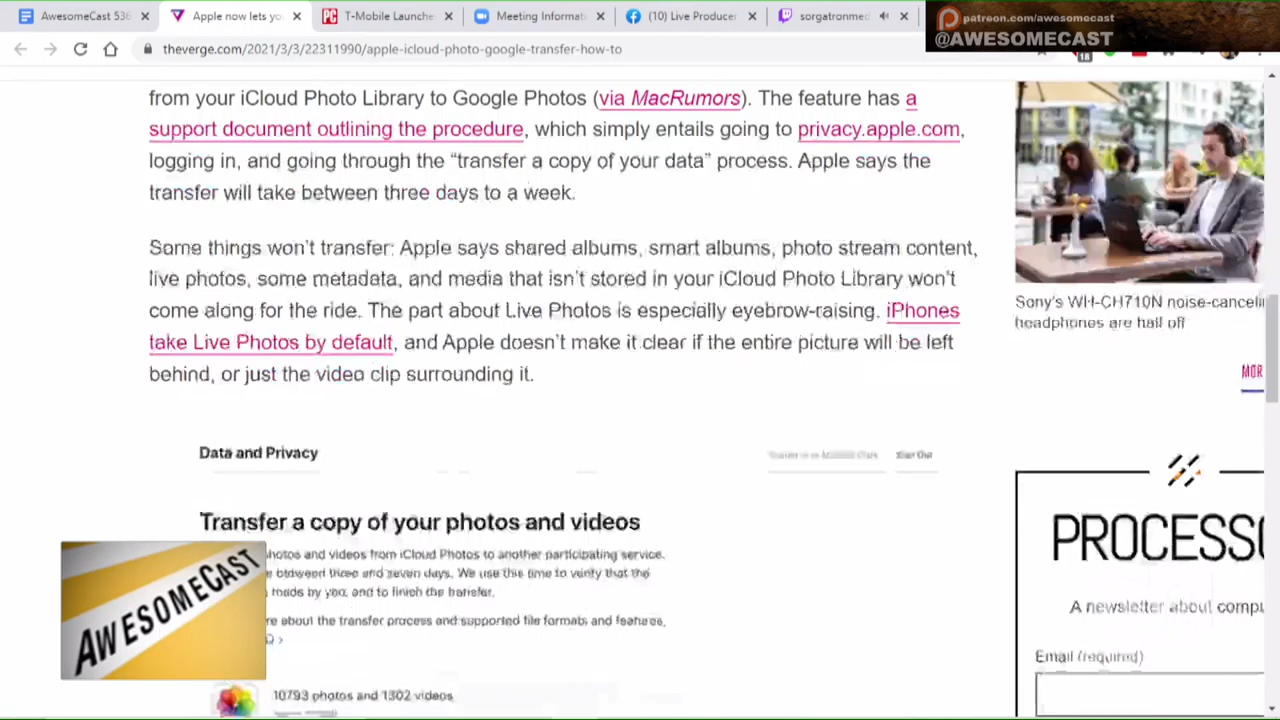 AwesomeCast 536
Apple now lets yo
T-Mobile Launche
Meeting Informati
(10) Live Producer
sorgatronmed
patreon.com/awesomecast
@AWESOMECAST
theverge.com/2021/3/3/22311990/apple-icloud-photo-google-transfer-how-to
18
from your iCloud Photo Library to Google Photos (via MacRumors). The feature has a
support document outlining the procedure, which simply entails going to privacy.apple.com,
logging in, and going through the “transfer a copy of your data” process. Apple says the
transfer will take between three days to a week.
Some things won’t transfer: Apple says shared albums, smart albums, photo stream content,
live photos, some metadata, and media that isn’t stored in your iCloud Photo Library won’t
come along for the ride. The part about Live Photos is especially eyebrow-raising. iPhones
take Live Photos by default, and Apple doesn’t make it clear if the entire picture will be left
behind, or just the video clip surrounding it.
Sony’s WH-CH710N noise-canceli
headphones are half off
MOR
Data and Privacy
Sign Out
Transfer a copy of your photos and videos
hotos and videos from iCloud Photos to another participating service.
between three and seven days. We use this time to verify that the
made by you, and to finish the transfer.
re about the transfer process and supported file formats and features,
10793 photos and 1302 videos
AWESOMECAST
PROCESSO
A newsletter about compu
Email (required)